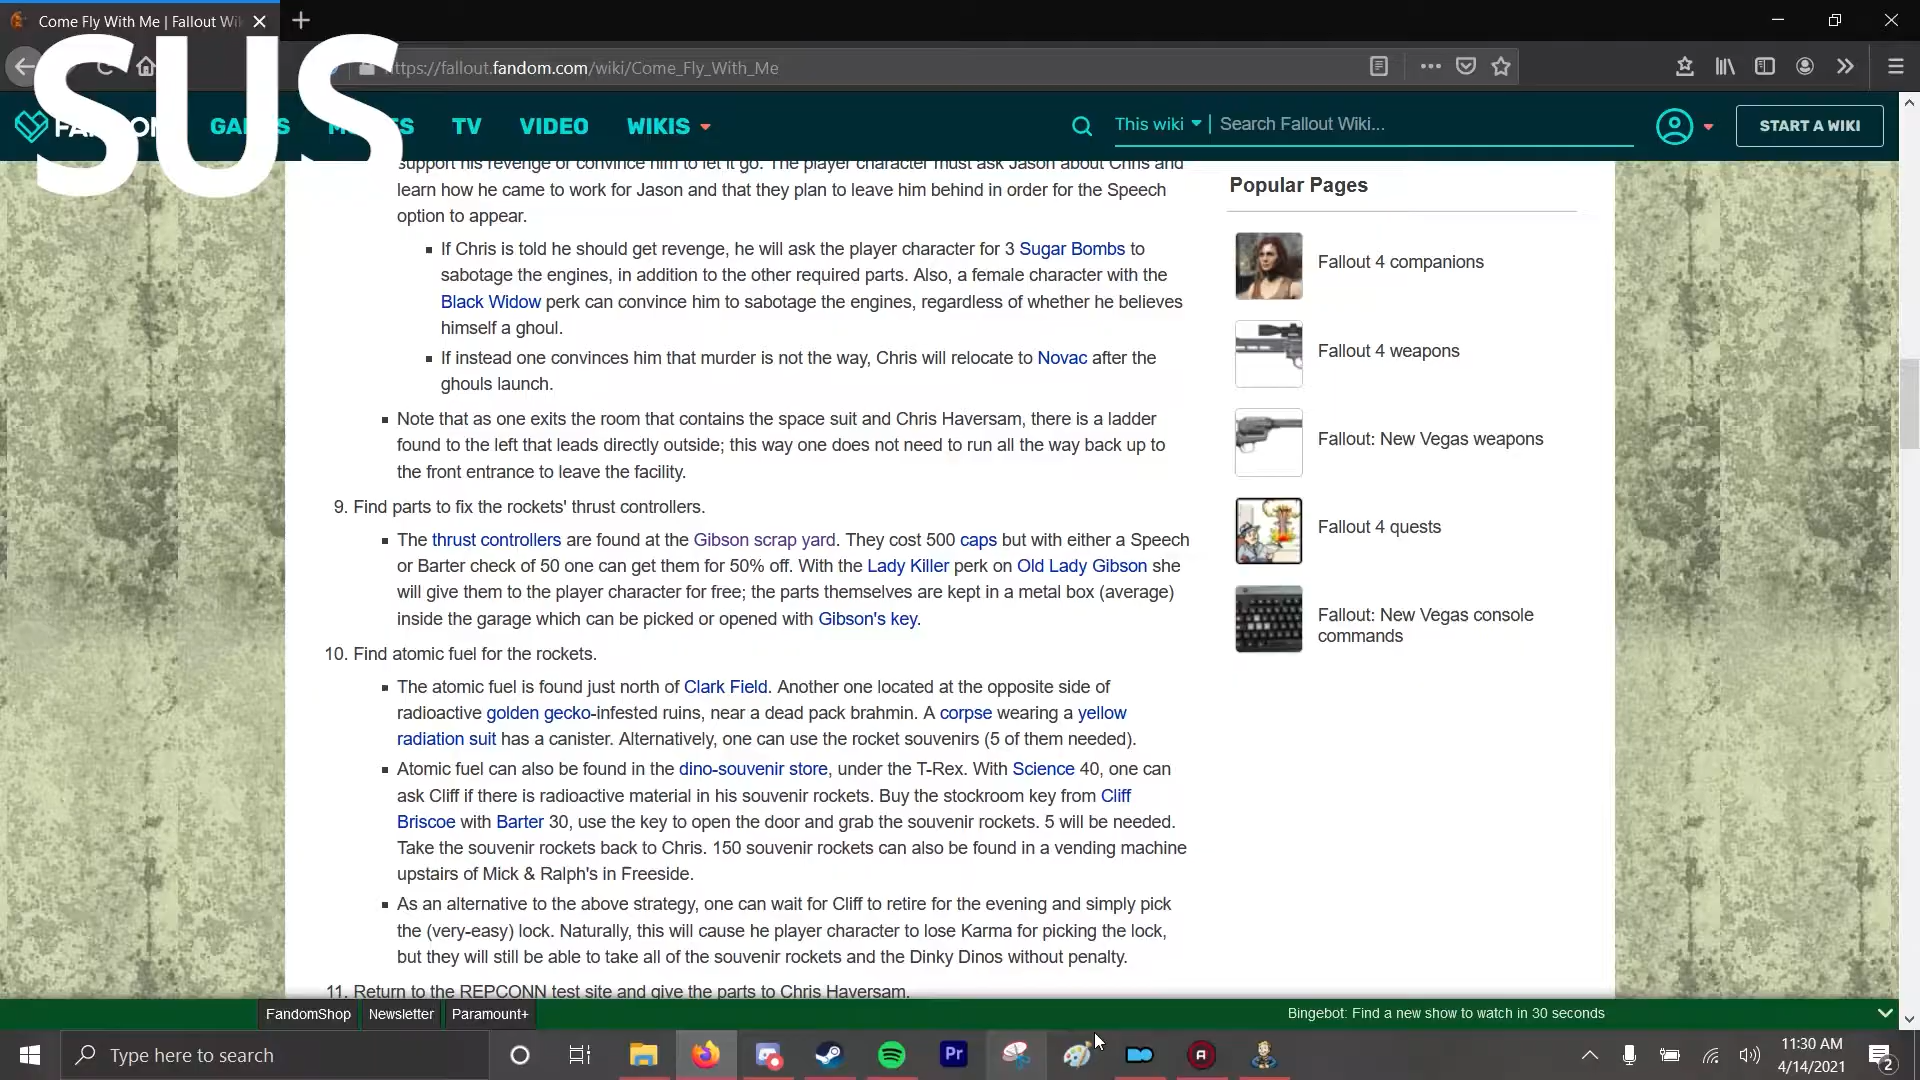 Come Fly With Me | Fallout Wi
SUS
https://fallout.fandom.com/wiki/Come_Fly_With_Me
TV
VIDEO
WIKIS
This wiki
Search Fallout Wiki...
START A WIKI
support his revenge or convince him to let it go. The player character must ask Jason about Chris and
learn how he came to work for Jason and that they plan to leave him behind in order for the Speech
option to appear.
If Chris is told he should get revenge, he will ask the player character for 3 Sugar Bombs to
sabotage the engines, in addition to the other required parts. Also, a female character with the
Black Widow perk can convince him to sabotage the engines, regardless of whether he believes
himself a ghoul.
If instead one convinces him that murder is not the way, Chris will relocate to Novac after the
ghouls launch.
Note that as one exits the room that contains the space suit and Chris Haversam, there is a ladder
found to the left that leads directly outside; this way one does not need to run all the way back up to
the front entrance to leave the facility.
9. Find parts to fix the rockets' thrust controllers.
The thrust controllers are found at the Gibson scrap yard. They cost 500 caps but with either a Speech
or Barter check of 50 one can get them for 50% off. With the Lady Killer perk on Old Lady Gibson she
will give them to the player character for free; the parts themselves are kept in a metal box (average)
inside the garage which can be picked or opened with Gibson's key.
10. Find atomic fuel for the rockets.
The atomic fuel is found just north of Clark Field. Another one located at the opposite side of
radioactive golden gecko-infested ruins, near a dead pack brahmin. A corpse wearing a yellow
radiation suit has a canister. Alternatively, one can use the rocket souvenirs (5 of them needed).
Atomic fuel can also be found in the dino-souvenir store, under the T-Rex. With Science 40, one can
ask Cliff if there is radioactive material in his souvenir rockets. Buy the stockroom key from Cliff
Briscoe with Barter 30, use the key to open the door and grab the souvenir rockets. 5 will be needed.
Take the souvenir rockets back to Chris. 150 souvenir rockets can also be found in a vending machine
upstairs of Mick & Ralph's in Freeside.
As an alternative to the above strategy, one can wait for Cliff to retire for the evening and simply pick
the (very-easy) lock. Naturally, this will cause he player character to lose Karma for picking the lock,
but they will still be able to take all of the souvenir rockets and the Dinky Dinos without penalty.
11. Return to the REPCONN test site and give the parts to Chris Haversam.
Popular Pages
Fallout 4 companions
Fallout 4 weapons
Fallout: New Vegas weapons
Fallout 4 quests
Fallout: New Vegas console
commands
FandomShop
Newsletter
Paramount+
Bingebot: Find a new show to watch in 30 seconds
Type here to search
Pr
11:30 AM
4/14/2021
2